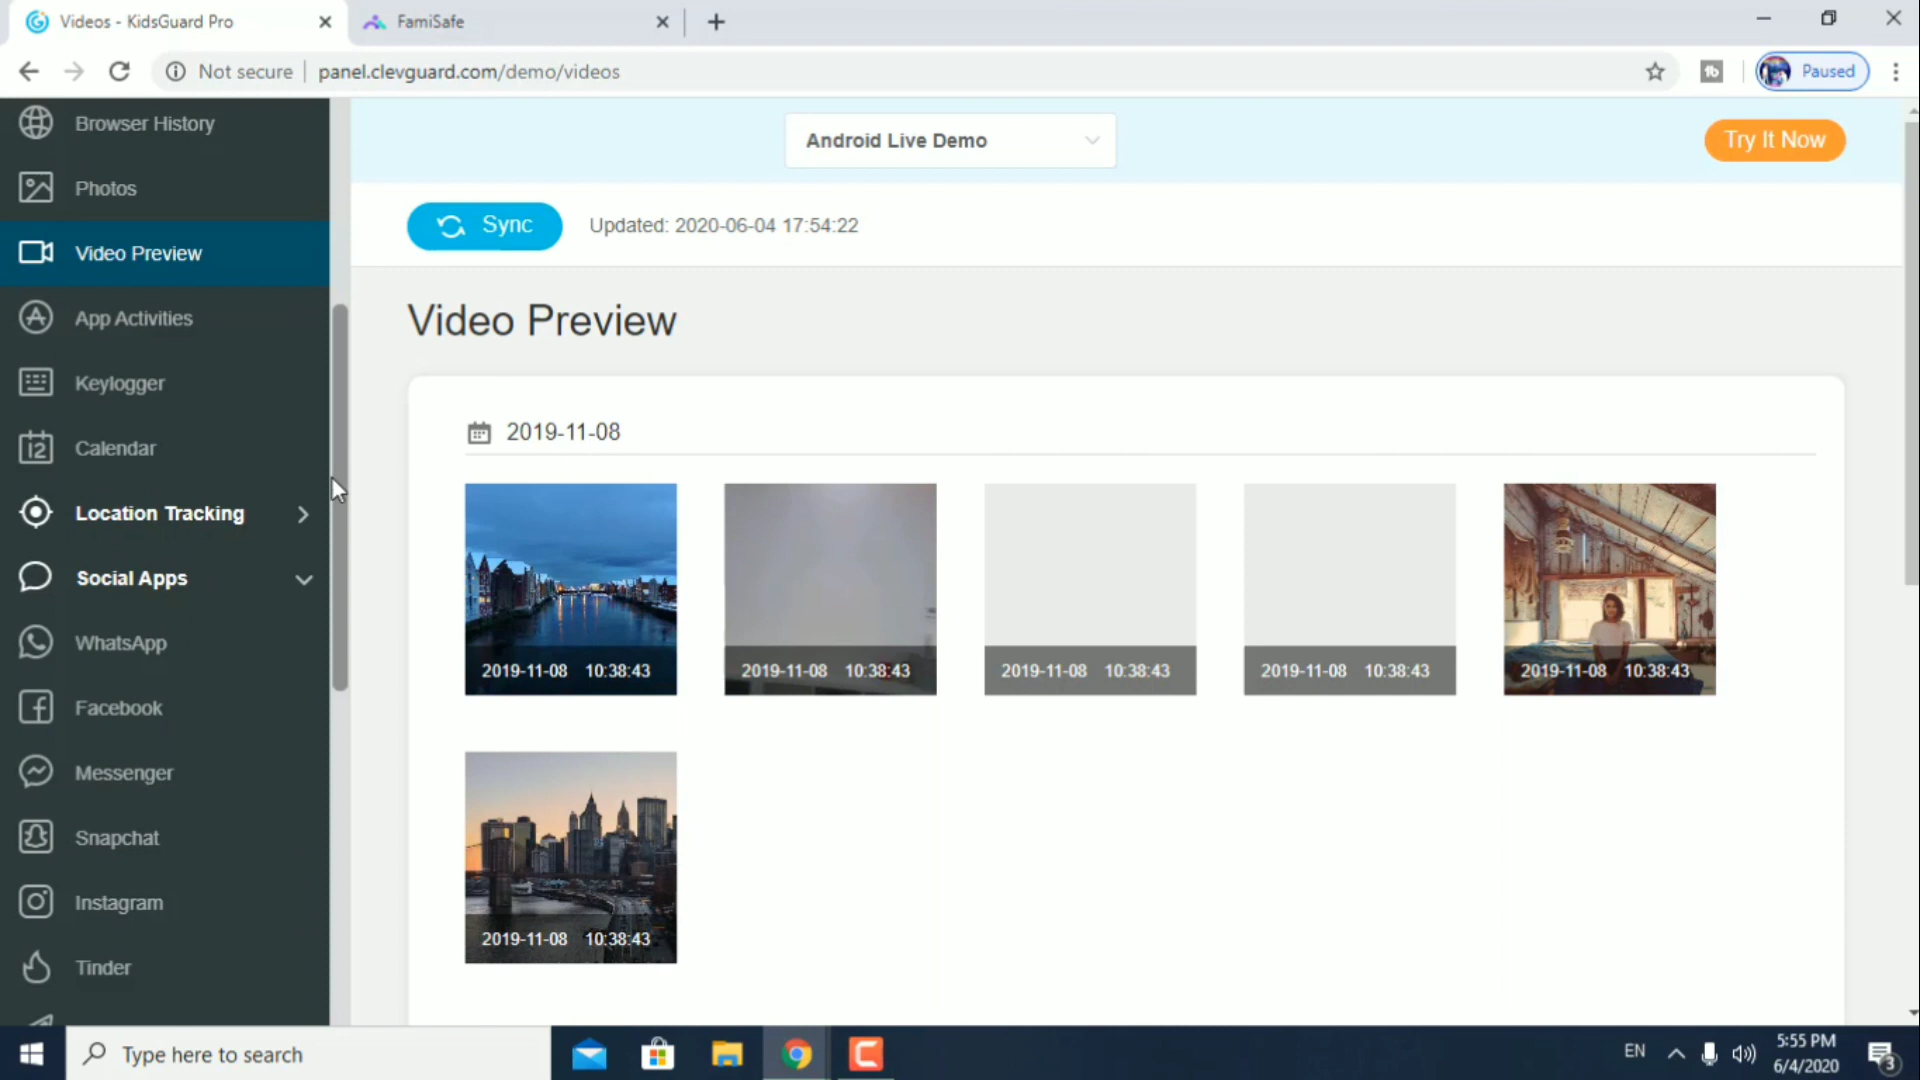 Videos - KidsGuard Pro
FamiSafe
Not secure
panel.clevguard.com/demo/videos
Paused
Browser History
Photos
Video Preview
App Activities
Keylogger
12
Calendar
Location Tracking
Social Apps
WhatsApp
Facebook
Messenger
Snapchat
Instagram
Tinder
Android Live Demo
Try It Now
Sync
Updated: 2020-06-04 17:54:22
Video Preview
2019-11-08
2019-11-08 10:38:43
2019-11-08 10:38:43
2019-11-08 10:38:43
2019-11-08 10:38:43
2019-11-08 10:38:43
2019-11-08 10:38:43
Type here to search
EN
5:55 PM
6/4/2020
3